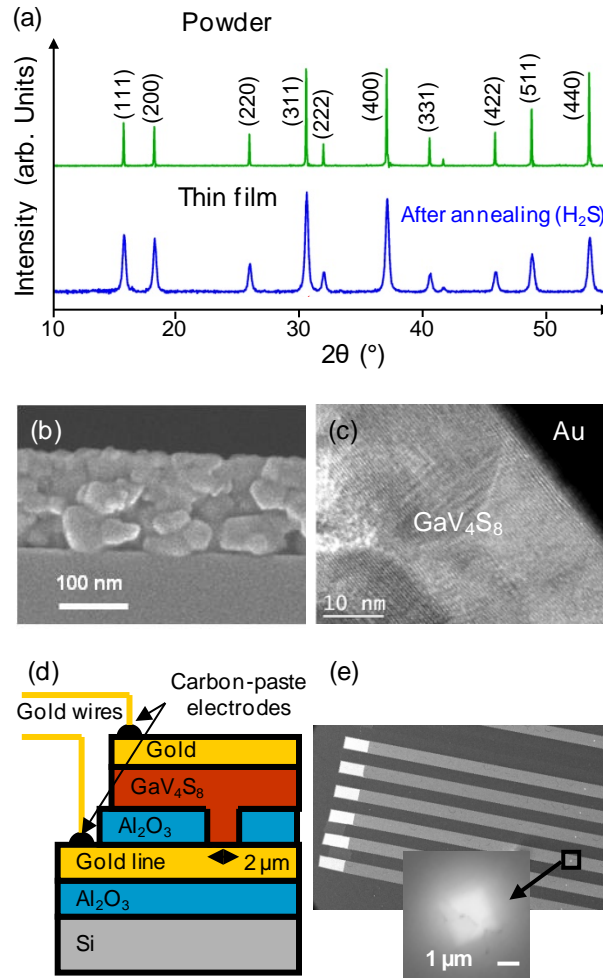 (a)
Powder
Intensity (arb. Units)
(111)
(200)
(220)
(311)
(222)
(400)
(331)
(422)
(511)
(440)
Thin film
After annealing (H₂S)
10
20
30
40
50
2θ (°)
(b)
100 nm
(c)
Au
GaV₄S₈
10 nm
(d)
Carbon-paste
electrodes
Gold wires
Gold
GaV₄S₈
Al₂O₃
2 µm
Gold line
Al₂O₃
Si
(e)
1 µm